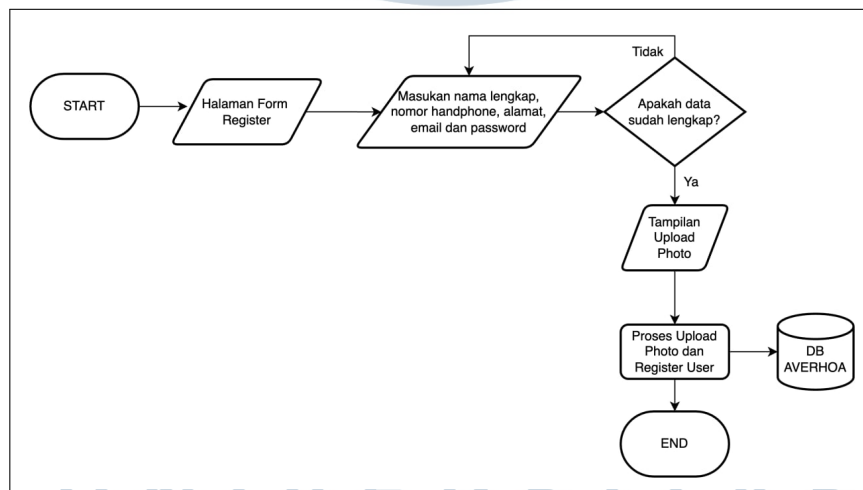 START
Halaman Form
Register
Masukan nama lengkap,
nomor handphone, alamat,
email dan password
Tidak
Apakah data
sudah lengkap?
Ya
Tampilan
Upload
Photo
Proses Upload
Photo dan
Register User
DB
AVERHOA
END